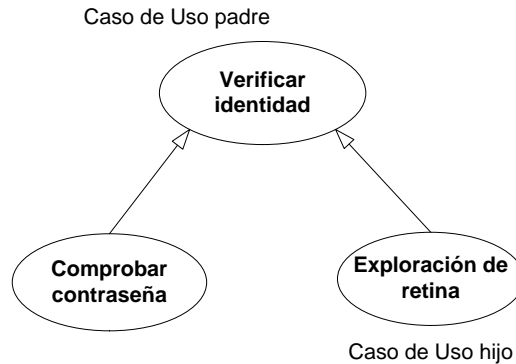 Caso de Uso padre
Verificar
identidad
Comprobar
contraseña
Exploración de
retina
Caso de Uso hijo